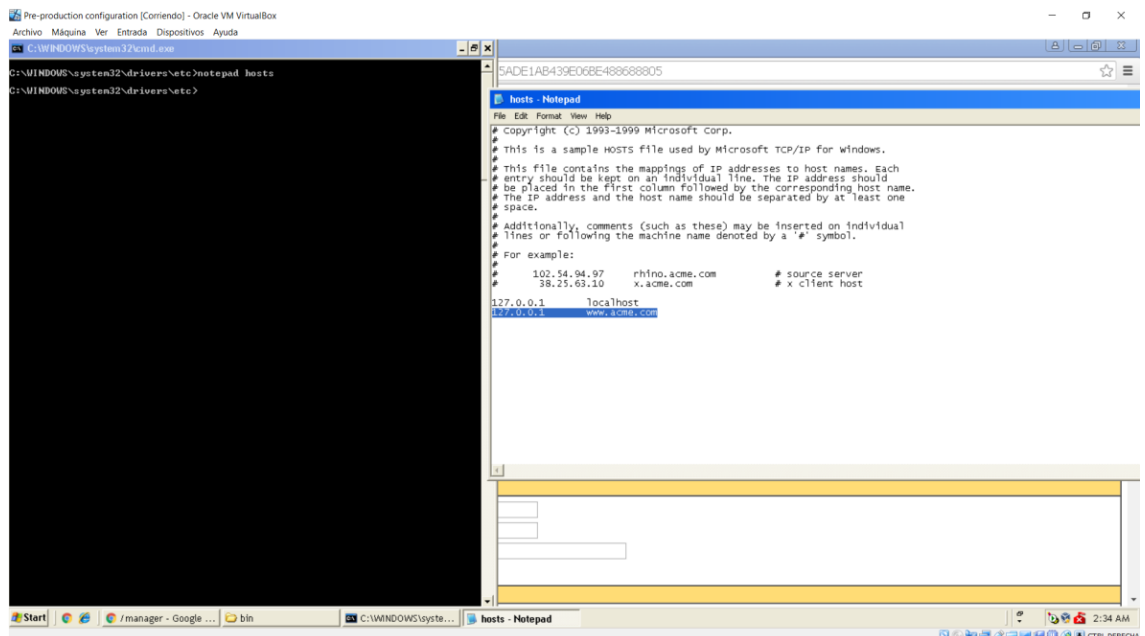 Pre-production configuration [Corriendo] - Oracle VM VirtualBox
Archivo Máquina Ver Entrada Dispositivos Ayuda
C:\WINDOWS\system32\cmd.exe
C:\WINDOWS\system32\drivers\etc>notepad hosts
C:\WINDOWS\system32\drivers\etc>
5ADE1AB439E06BE488688805
hosts - Notepad
File Edit Format View Help
# Copyright (c) 1993-1999 Microsoft Corp.
#
# This is a sample HOSTS file used by Microsoft TCP/IP for Windows.
#
# This file contains the mappings of IP addresses to host names. Each
# entry should be kept on an individual line. The IP address should
# be placed in the first column followed by the corresponding host name.
# The IP address and the host name should be separated by at least one
# space.
#
# Additionally, comments (such as these) may be inserted on individual
# lines or following the machine name denoted by a '#' symbol.
#
# For example:
#
# 102.54.94.97 rhino.acme.com # source server
# 38.25.63.10 x.acme.com # x client host
127.0.0.1 localhost
127.0.0.1 www.acme.com
Start
/manager - Google ...
bin
C:\WINDOWS\syste...
hosts - Notepad
2:34 AM
CTRL DERECHA